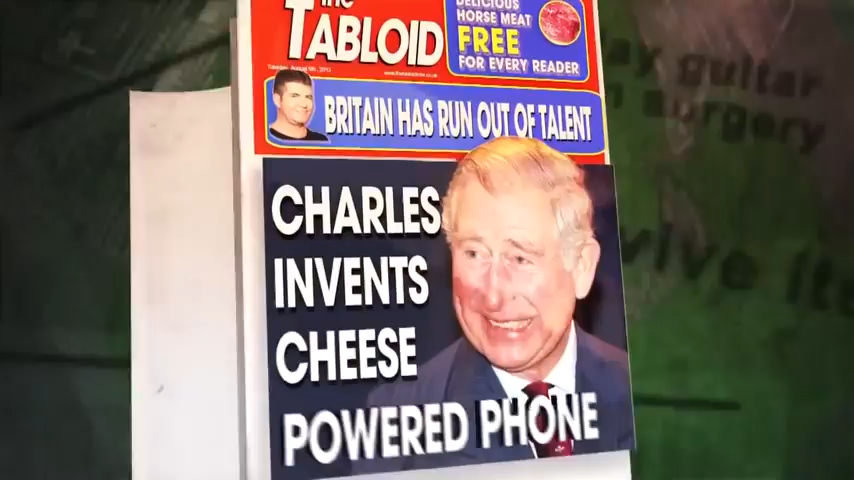 the
TABLOID
DELICIOUS
HORSE MEAT
FREE
FOR EVERY READER
BRITAIN HAS RUN OUT OF TALENT
CHARLES
INVENTS
CHEESE
POWERED PHONE
guitar
surgery